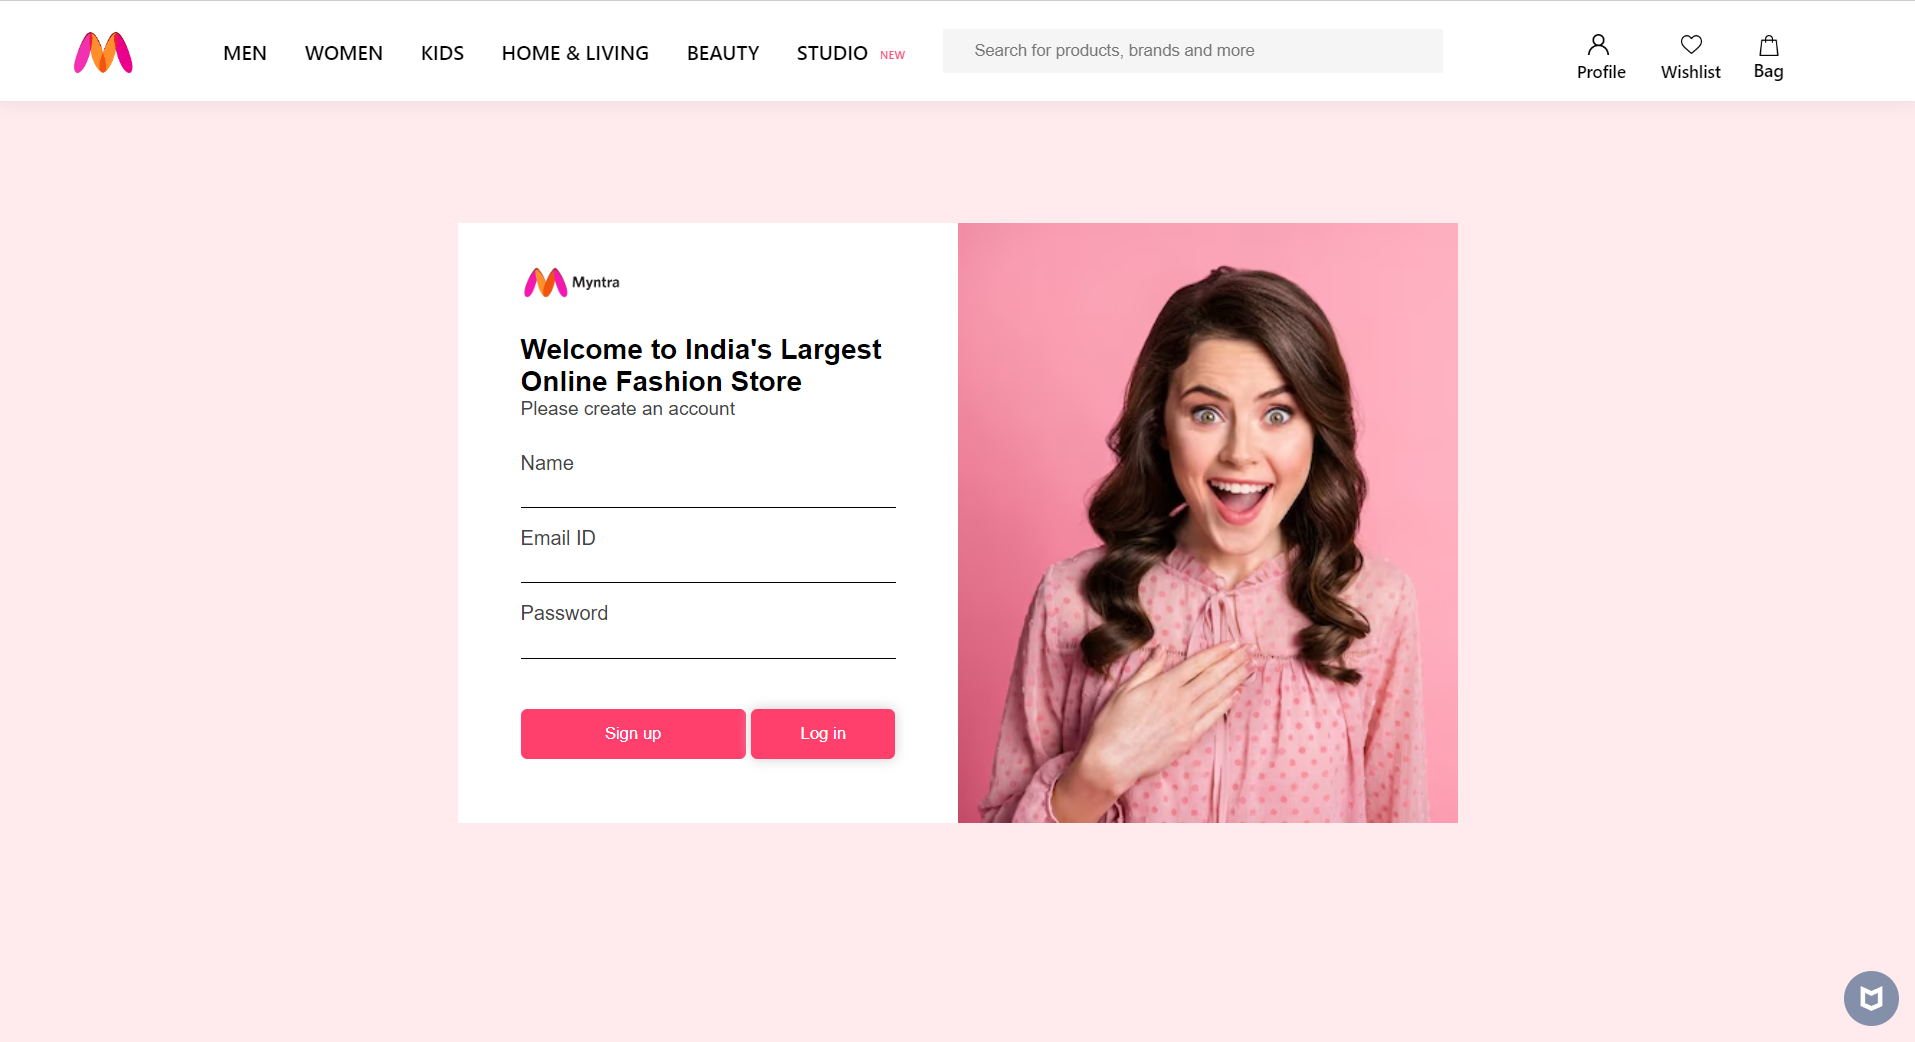 MEN WOMEN KIDS HOME & LIVING BEAUTY STUDIO NEW Search for products, brands and more
Profile Wishlist Bag
Myntra
Welcome to India's Largest
Online Fashion Store
Please create an account
Name
Email ID
Password
Sign up Log in